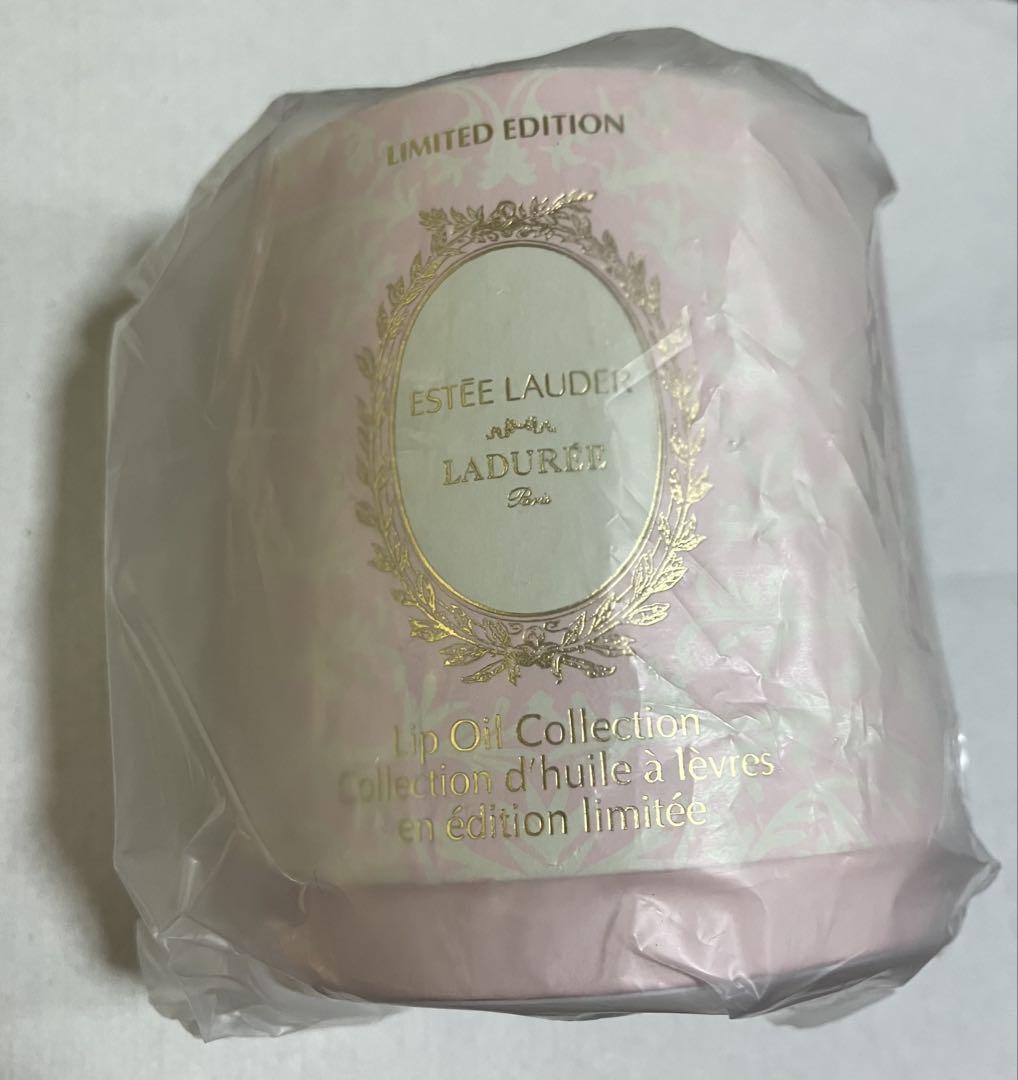 LIMITED EDITION
ESTĒE LAUDER
LADURÉE
Paris
Lip Oil Collection
Collection d'huile à lèvres
en édition limitée